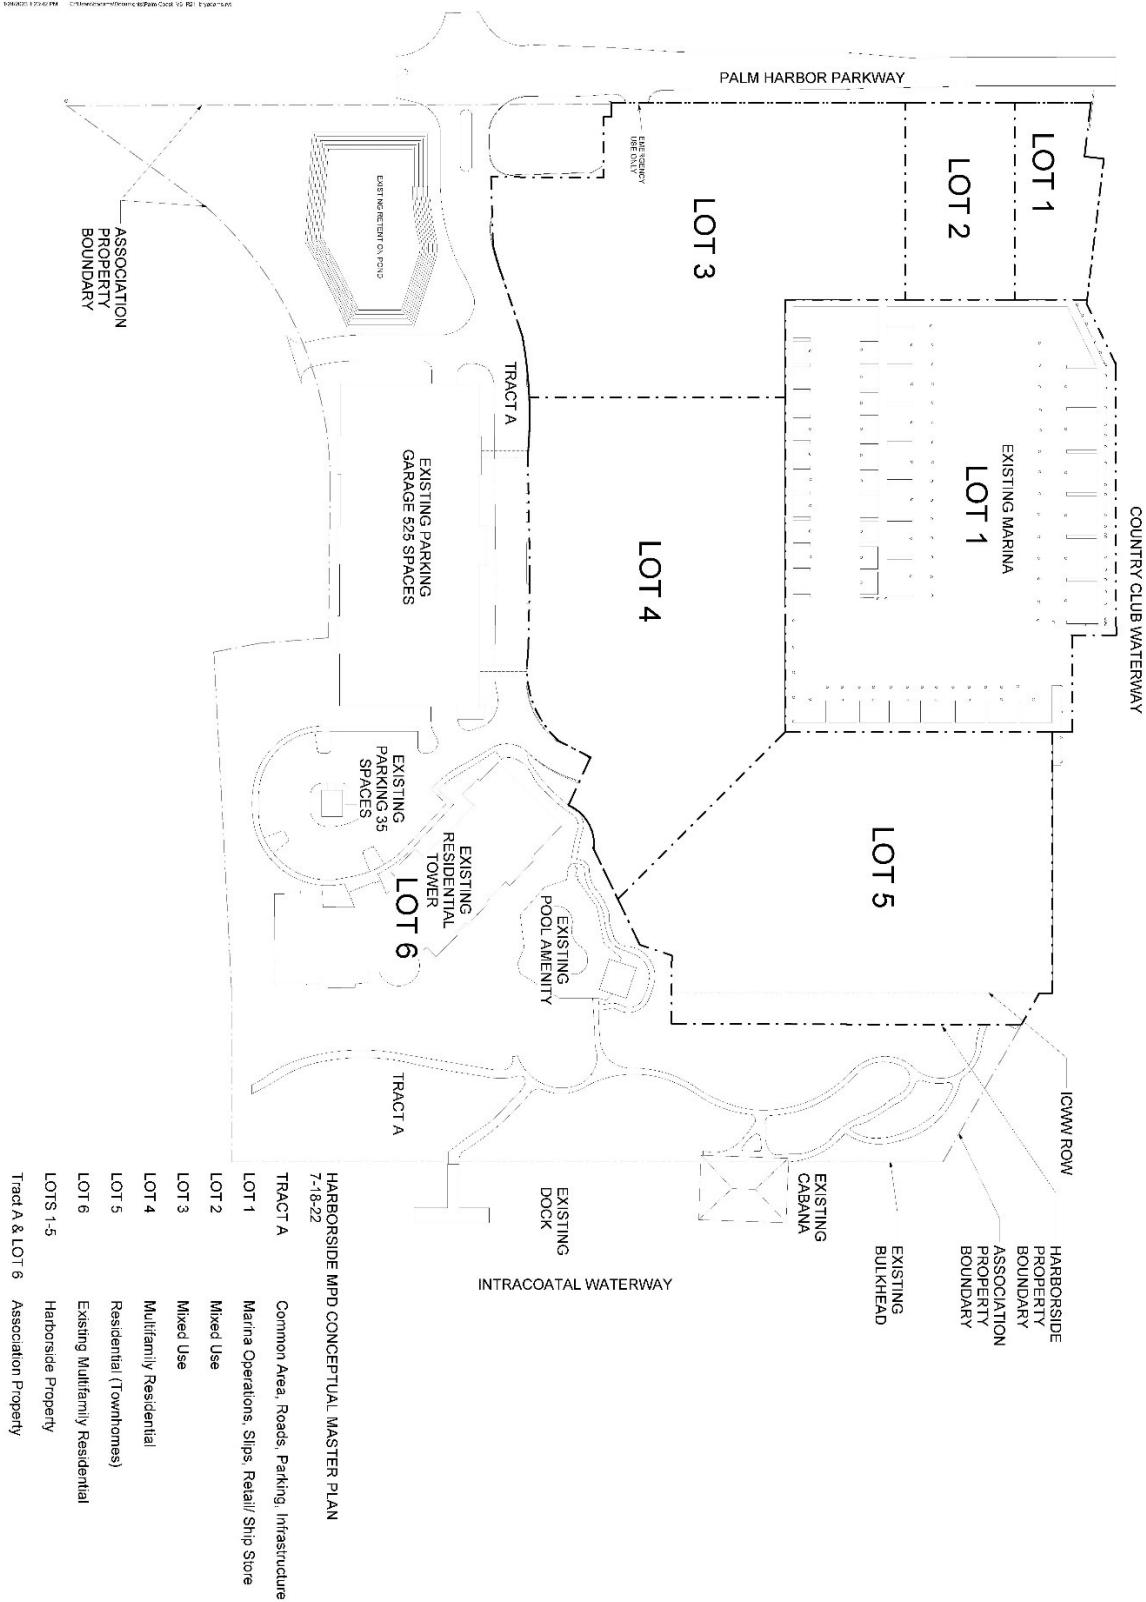 PALM HARBOR PARKWAY
EMERGENCY
USE ONLY
LOT 1
LOT 2
LOT 3
EXISTING RETENTION POND
ASSOCIATION
PROPERTY
BOUNDARY
TRACT A
EXISTING MARINA
LOT 1
COUNTRY CLUB WATERWAY
EXISTING PARKING
GARAGE 525 SPACES
LOT 4
EXISTING
PARKING 35
SPACES
EXISTING
RESIDENTIAL
TOWER
LOT 6
EXISTING
POOL AMENITY
LOT 5
ICWW ROW
TRACT A
HARBORSIDE
PROPERTY
BOUNDARY
ASSOCIATION
PROPERTY
BOUNDARY
EXISTING
BULKHEAD
EXISTING
CABANA
EXISTING
DOCK
INTRACOATAL WATERWAY
HARBORSIDE MPD CONCEPTUAL MASTER PLAN
7-18-22
TRACT A Common Area, Roads, Parking, Infrastructure
LOT 1 Marina Operations, Slips, Retail/ Ship Store
LOT 2 Mixed Use
LOT 3 Mixed Use
LOT 4 Multifamily Residential
LOT 5 Residential (Townhomes)
LOT 6 Existing Multifamily Residential
LOTS 1-5 Harborside Property
Tract A & LOT 6 Association Property